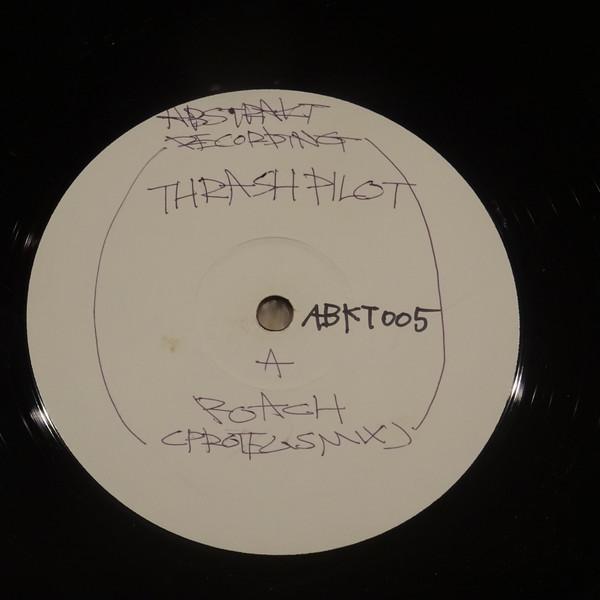 ABSTRAKT
RECORDING
THRASH PILOT
ABKT005
A
ROACH
(PROTEUS MIX)